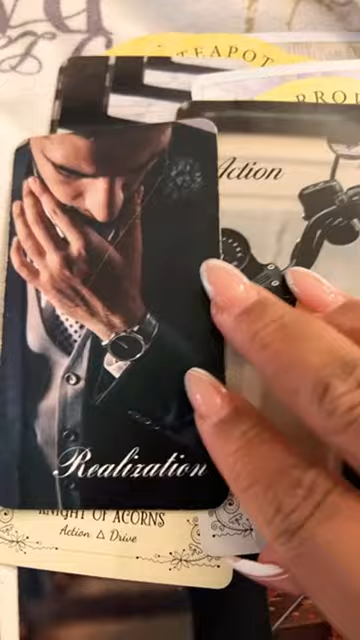 TEAPOT
Action
Realization
KNIGHT OF ACORNS
Action △ Drive